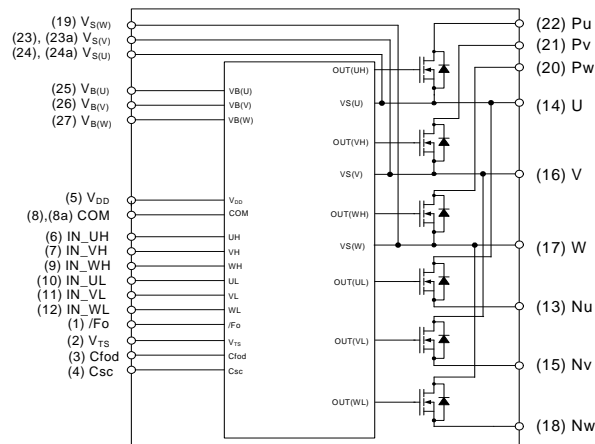 (19) VS(W)
(23), (23a) VS(V)
(24), (24a) VS(U)
(25) VB(U)
(26) VB(V)
(27) VB(W)
(5) VDD
(8),(8a) COM
(6) IN_UH
(7) IN_VH
(9) IN_WH
(10) IN_UL
(11) IN_VL
(12) IN_WL
(1) /Fo
(2) VTS
(3) Cfod
(4) Csc
VB(U)
VB(V)
VB(W)
VDD
COM
UH
VH
WH
UL
VL
WL
/Fo
VTS
Cfod
Csc
OUT(UH)
VS(U)
OUT(VH)
VS(V)
OUT(WH)
VS(W)
OUT(UL)
OUT(VL)
OUT(WL)
(22) Pu
(21) Pv
(20) Pw
(14) U
(16) V
(17) W
(13) Nu
(15) Nv
(18) Nw